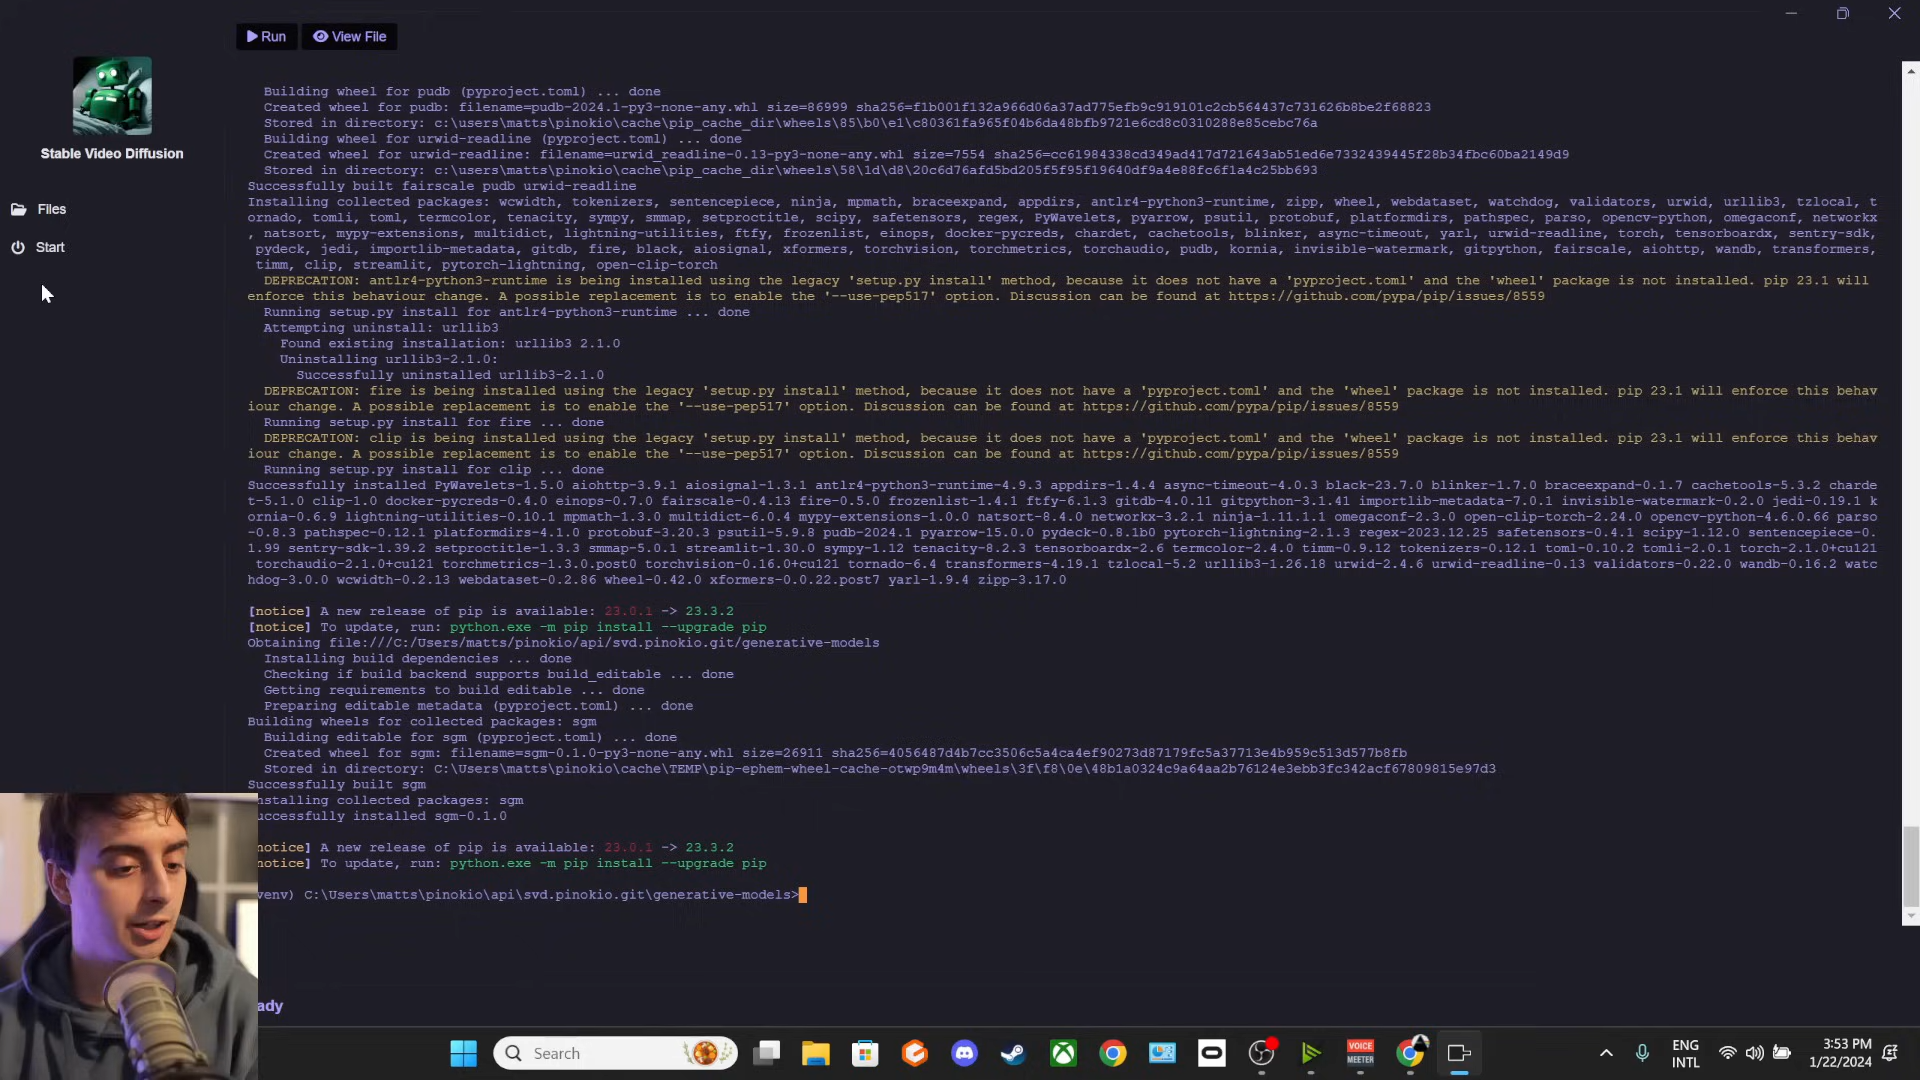 Run View File
Stable Video Diffusion
Files
Start
Building wheel for pudb (pyproject.toml) ... done
Created wheel for pudb: filename=pudb-2024.1-py3-none-any.whl size=86999 sha256=f1b001f132a966d06a37ad775efb9c919101c2cb564437c731626b8be2f68823
Stored in directory: c:\users\matts\pinokio\cache\pip_cache_dir\wheels\85\b0\e1\c80361fa965f04b6da48bfb9721e6cd8c0310288e85cebc76a
Building wheel for urwid-readline (pyproject.toml) ... done
Created wheel for urwid-readline: filename=urwid_readline-0.13-py3-none-any.whl size=7554 sha256=cc61984338cd349ad417d721643ab51ed6e7332439445f28b34fbc60ba2149d9
Stored in directory: c:\users\matts\pinokio\cache\pip_cache_dir\wheels\58\1d\d8\20c6d76afd5bd205f5f95f19640df9a4e88fc6f1a4c25bb693
Successfully built fairscale pudb urwid-readline
Installing collected packages: wcwidth, tokenizers, sentencepiece, ninja, mpmath, braceexpand, appdirs, antlr4-python3-runtime, zipp, wheel, webdataset, watchdog, validators, urwid, urllib3, tzlocal, t
ornado, tomli, toml, termcolor, tenacity, sympy, smmap, setproctitle, scipy, safetensors, regex, PyWavelets, pyarrow, psutil, protobuf, platformdirs, pathspec, parso, opencv-python, omegaconf, networkx
, natsort, mypy-extensions, multidict, lightning-utilities, ftfy, frozenlist, einops, docker-pycreds, chardet, cachetools, blinker, async-timeout, yarl, urwid-readline, torch, tensorboardx, sentry-sdk,
pydeck, jedi, importlib-metadata, gitdb, fire, black, aiosignal, xformers, torchvision, torchmetrics, torchaudio, pudb, kornia, invisible-watermark, gitpython, fairscale, aiohttp, wandb, transformers,
timm, clip, streamlit, pytorch-lightning, open-clip-torch
DEPRECATION: antlr4-python3-runtime is being installed using the legacy 'setup.py install' method, because it does not have a 'pyproject.toml' and the 'wheel' package is not installed. pip 23.1 will
enforce this behaviour change. A possible replacement is to enable the '--use-pep517' option. Discussion can be found at https://github.com/pypa/pip/issues/8559
Running setup.py install for antlr4-python3-runtime ... done
Attempting uninstall: urllib3
Found existing installation: urllib3 2.1.0
Uninstalling urllib3-2.1.0:
Successfully uninstalled urllib3-2.1.0
DEPRECATION: fire is being installed using the legacy 'setup.py install' method, because it does not have a 'pyproject.toml' and the 'wheel' package is not installed. pip 23.1 will enforce this behav
iour change. A possible replacement is to enable the '--use-pep517' option. Discussion can be found at https://github.com/pypa/pip/issues/8559
Running setup.py install for fire ... done
DEPRECATION: clip is being installed using the legacy 'setup.py install' method, because it does not have a 'pyproject.toml' and the 'wheel' package is not installed. pip 23.1 will enforce this behav
iour change. A possible replacement is to enable the '--use-pep517' option. Discussion can be found at https://github.com/pypa/pip/issues/8559
Running setup.py install for clip ... done
Successfully installed PyWavelets-1.5.0 aiohttp-3.9.1 aiosignal-1.3.1 antlr4-python3-runtime-4.9.3 appdirs-1.4.4 async-timeout-4.0.3 black-23.7.0 blinker-1.7.0 braceexpand-0.1.7 cachetools-5.3.2 charde
t-5.1.0 clip-1.0 docker-pycreds-0.4.0 einops-0.7.0 fairscale-0.4.13 fire-0.5.0 frozenlist-1.4.1 ftfy-6.1.3 gitdb-4.0.11 gitpython-3.1.41 importlib-metadata-7.0.1 invisible-watermark-0.2.0 jedi-0.19.1 k
ornia-0.6.9 lightning-utilities-0.10.1 mpmath-1.3.0 multidict-6.0.4 mypy-extensions-1.0.0 natsort-8.4.0 networkx-3.2.1 ninja-1.11.1.1 omegaconf-2.3.0 open-clip-torch-2.24.0 opencv-python-4.6.0.66 parso
-0.8.3 pathspec-0.12.1 platformdirs-4.1.0 protobuf-3.20.3 psutil-5.9.8 pudb-2024.1 pyarrow-15.0.0 pydeck-0.8.1b0 pytorch-lightning-2.1.3 regex-2023.12.25 safetensors-0.4.1 scipy-1.12.0 sentencepiece-0.
1.99 sentry-sdk-1.39.2 setproctitle-1.3.3 smmap-5.0.1 streamlit-1.30.0 sympy-1.12 tenacity-8.2.3 tensorboardx-2.6 termcolor-2.4.0 timm-0.9.12 tokenizers-0.12.1 toml-0.10.2 tomli-2.0.1 torch-2.1.0+cu121
torchaudio-2.1.0+cu121 torchmetrics-1.3.0.post0 torchvision-0.16.0+cu121 tornado-6.4 transformers-4.19.1 tzlocal-5.2 urllib3-1.26.18 urwid-2.4.6 urwid-readline-0.13 validators-0.22.0 wandb-0.16.2 watc
hdog-3.0.0 wcwidth-0.2.13 webdataset-0.2.86 wheel-0.42.0 xformers-0.0.22.post7 yarl-1.9.4 zipp-3.17.0
[notice] A new release of pip is available: 23.0.1 -> 23.3.2
[notice] To update, run: python.exe -m pip install --upgrade pip
Obtaining file:///C:/Users/matts/pinokio/api/svd.pinokio.git/generative-models
Installing build dependencies ... done
Checking if build backend supports build_editable ... done
Getting requirements to build editable ... done
Preparing editable metadata (pyproject.toml) ... done
Building wheels for collected packages: sgm
Building editable for sgm (pyproject.toml) ... done
Created wheel for sgm: filename=sgm-0.1.0-py3-none-any.whl size=26911 sha256=4056487d4b7cc3506c5a4ca4ef90273d87179fc5a37713e4b959c513d577b8fb
Stored in directory: C:\Users\matts\pinokio\cache\TEMP\pip-ephem-wheel-cache-otwp9m4m\wheels\3f\f8\0e\48b1a0324c9a64aa2b76124e3ebb3fc342acf67809815e97d3
Successfully built sgm
nstalling collected packages: sgm
uccessfully installed sgm-0.1.0
notice] A new release of pip is available: 23.0.1 -> 23.3.2
notice] To update, run: python.exe -m pip install --upgrade pip
venv) C:\Users\matts\pinokio\api\svd.pinokio.git\generative-models>
ady
Search
VOICE
MEETER
ENG
INTL
3:53 PM
1/22/2024